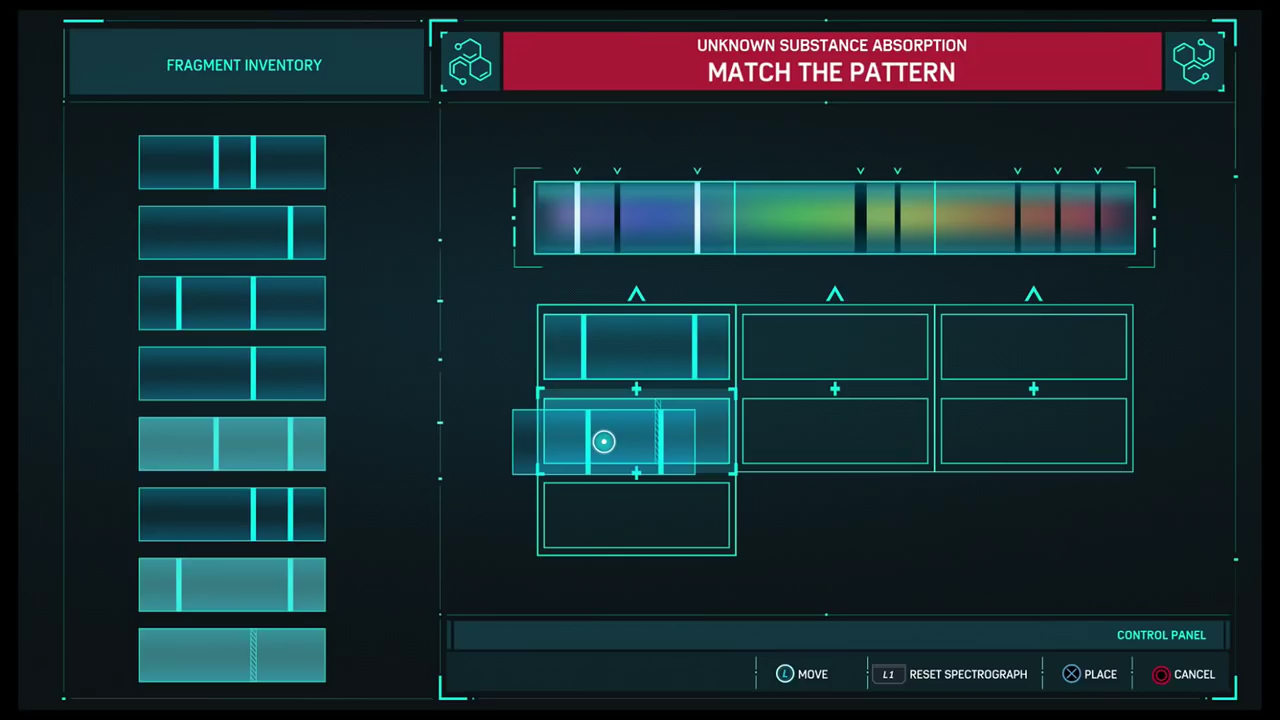 FRAGMENT INVENTORY
UNKNOWN SUBSTANCE ABSORPTION
MATCH THE PATTERN
CONTROL PANEL
L MOVE
L1 RESET SPECTROGRAPH
PLACE
CANCEL